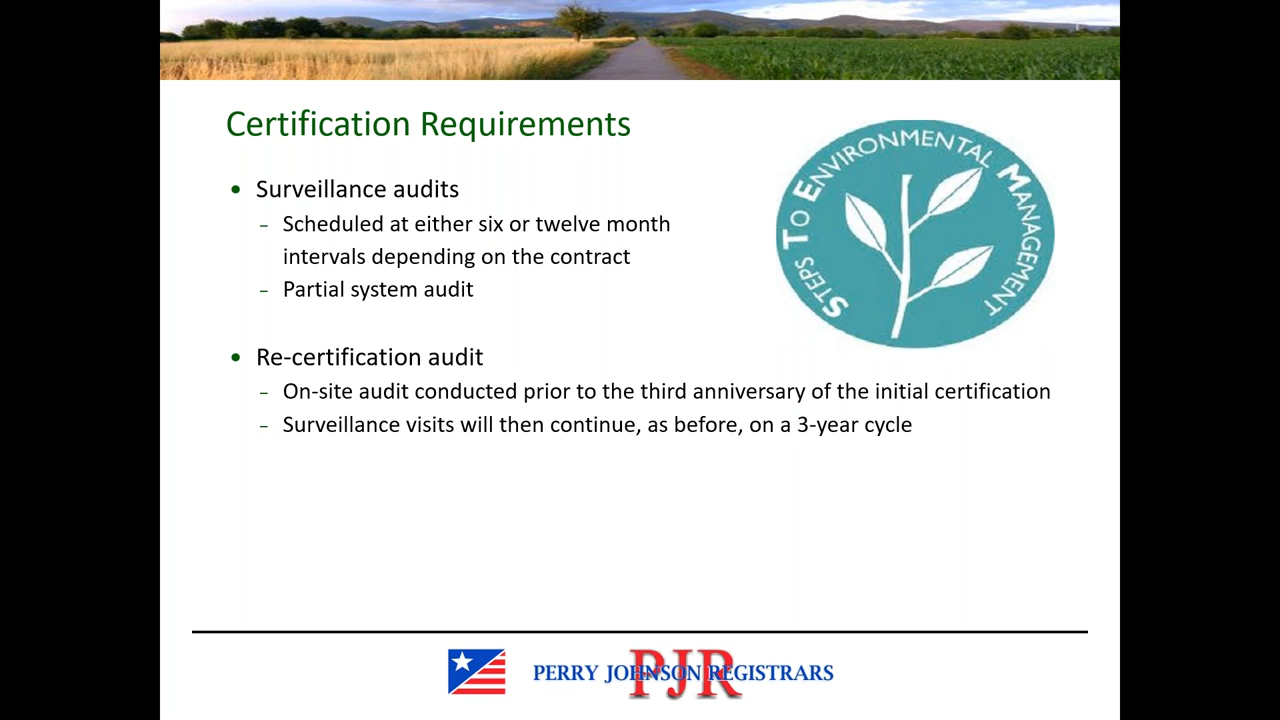 Certification Requirements
STEPS TO ENVIRONMENTAL MANAGEMENT
• Surveillance audits
– Scheduled at either six or twelve month
intervals depending on the contract
– Partial system audit
• Re-certification audit
– On-site audit conducted prior to the third anniversary of the initial certification
– Surveillance visits will then continue, as before, on a 3-year cycle
PJR
PERRY JOHNSON REGISTRARS